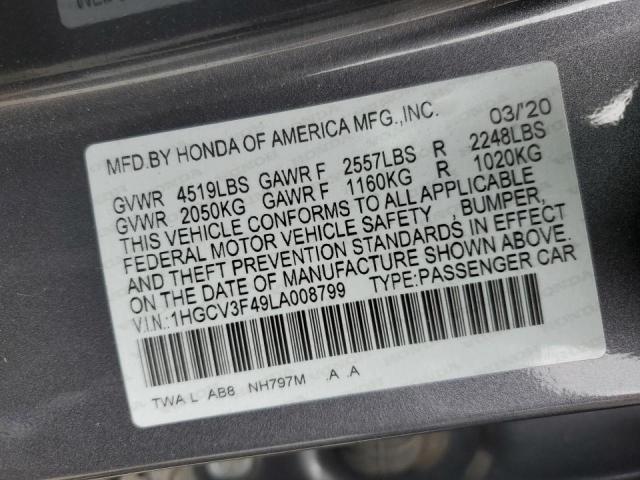 MFD.BY HONDA OF AMERICA MFG.,INC. 03/'20
GVWR 4519LBS GAWR F 2557LBS R 2248LBS
GVWR 2050KG GAWR F 1160KG R 1020KG
THIS VEHICLE CONFORMS TO ALL APPLICABLE
FEDERAL MOTOR VEHICLE SAFETY , BUMPER,
AND THEFT PREVENTION STANDARDS IN EFFECT
ON THE DATE OF MANUFACTURE SHOWN ABOVE.
V.I.N.:1HGCV3F49LA008799 TYPE:PASSENGER CAR
TWA L AB8 NH797M .A .A